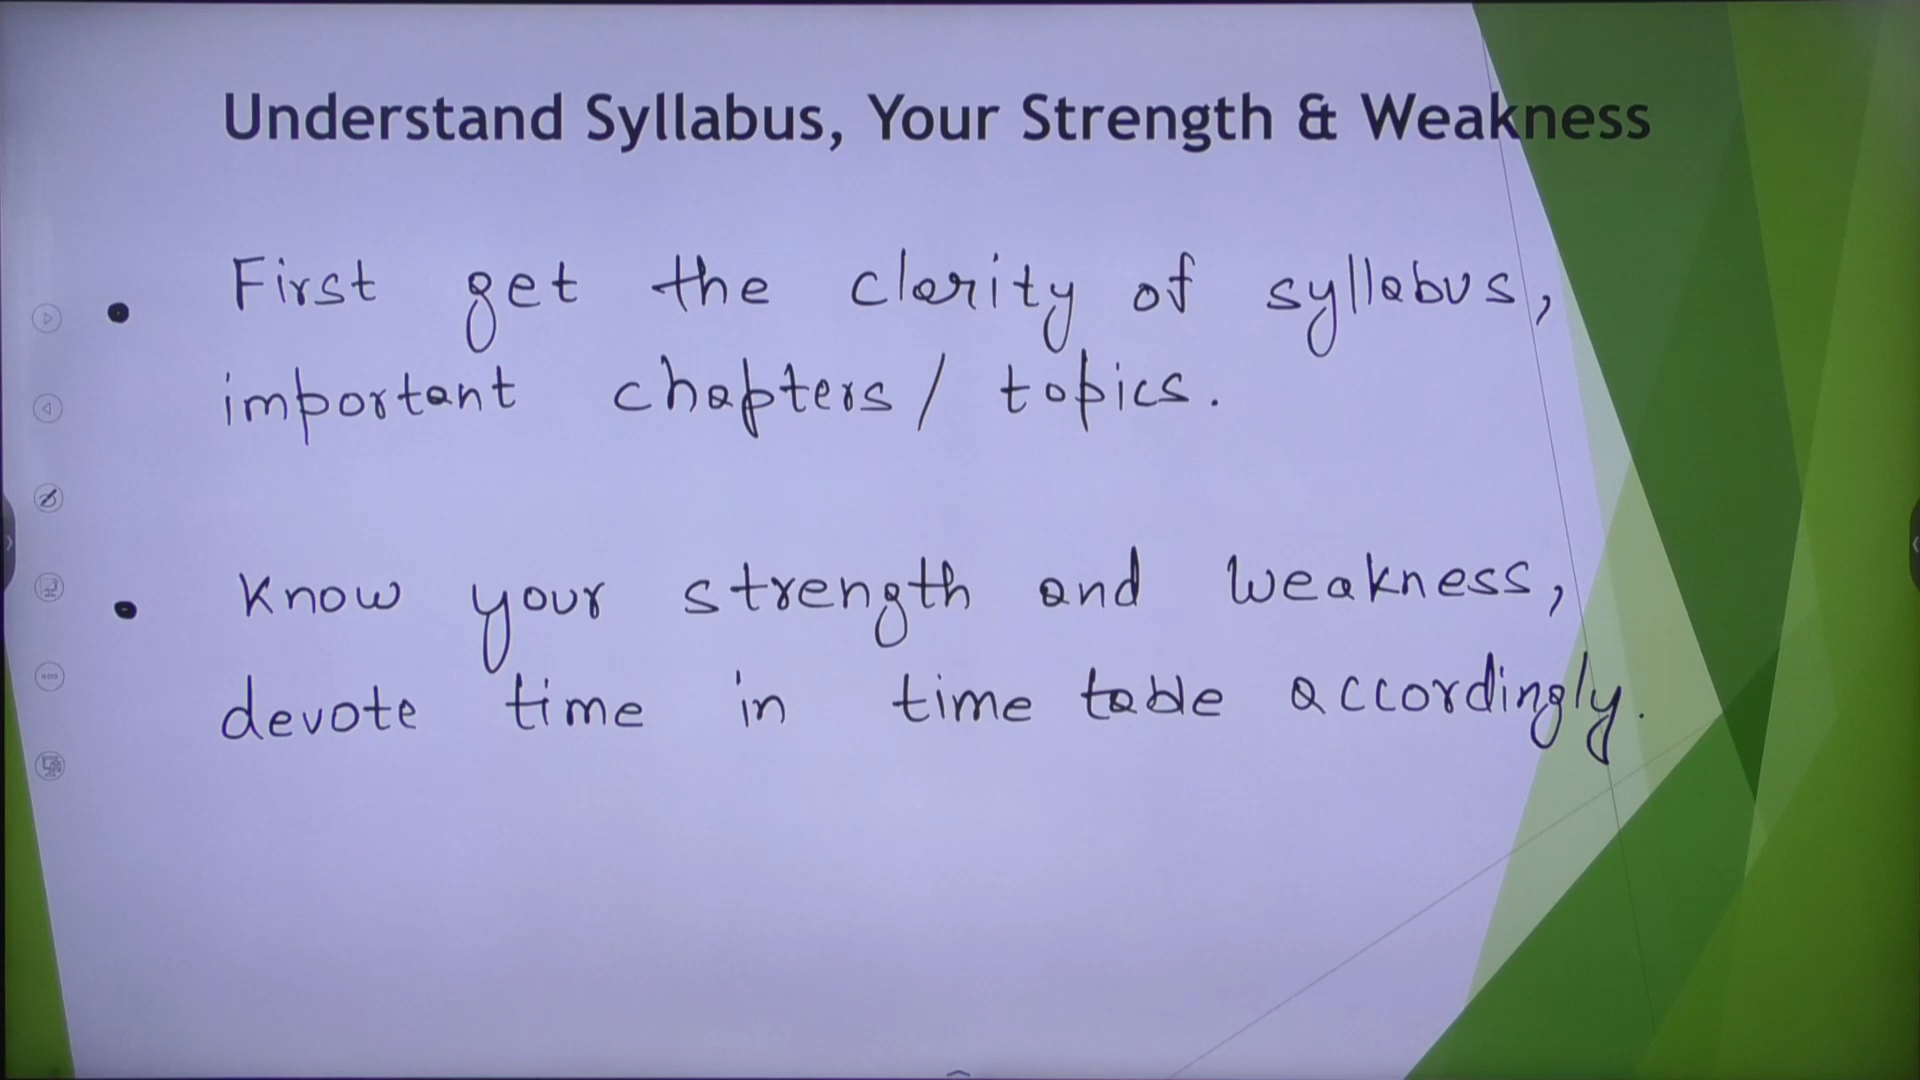 Understand Syllabus, Your Strength & Weakness
• First get the clarity of syllabus,
important chapters / topics.
• Know your strength and weakness,
devote time in time table accordingly.